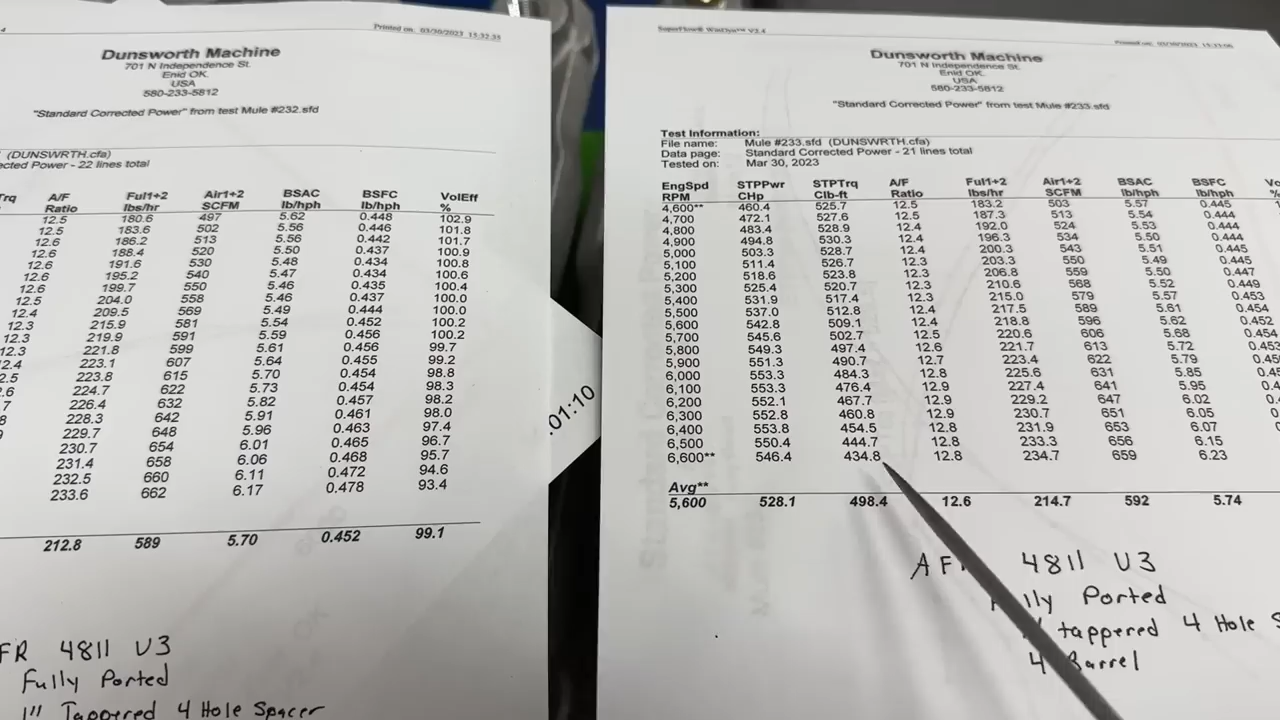 4
Printed on: 03/30/2023 15:32:35
Dunsworth Machine
701 N Independence St.
Enid OK.
USA
580-233-5812
"Standard Corrected Power" from test Mule #232.sfd
(DUNSWRTH.cfa)
ected Power - 22 lines total
Trq A/F Ful1+2 Air1+2 BSAC BSFC VolEff
t Ratio lbs/hr SCFM lb/hph lb/hph %
12.5 180.6 497 5.62 0.448 102.9
12.5 183.6 502 5.56 0.446 101.8
12.6 186.2 513 5.56 0.442 101.7
12.6 188.4 520 5.50 0.437 100.9
12.6 191.6 530 5.48 0.434 100.8
12.6 195.2 540 5.47 0.434 100.6
12.6 199.7 550 5.46 0.435 100.4
12.5 204.0 558 5.46 0.437 100.0
12.4 209.5 569 5.49 0.444 100.0
12.3 215.9 581 5.54 0.452 100.2
12.3 219.9 591 5.59 0.456 100.2
12.3 221.8 599 5.61 0.456 99.7
2.4 223.1 607 5.64 0.455 99.2
2.5 223.8 615 5.70 0.454 98.8
.6 224.7 622 5.73 0.454 98.3
7 226.4 632 5.82 0.457 98.2
8 228.3 642 5.91 0.461 98.0
9 229.7 648 5.96 0.463 97.4
230.7 654 6.01 0.465 96.7
231.4 658 6.06 0.468 95.7
232.5 660 6.11 0.472 94.6
233.6 662 6.17 0.478 93.4
212.8 589 5.70 0.452 99.1
FR 4811 U3
Fully Ported
1" Tappered 4 Hole Spacer
.01:10
SuperFlow® WinDyn™ V3.4
Dunsworth Machine
701 N Independence St.
Enid OK.
USA
580-233-5812
"Standard Corrected Power" from test Mule #233.sfd
Test Information:
File name: Mule #233.sfd (DUNSWRTH.cfa)
Data page: Standard Corrected Power - 21 lines total
Tested on: Mar 30, 2023
EngSpd STPPwr STPTrq A/F Ful1+2 Air1+2 BSAC BSFC Vo
RPM CHp Clb-ft Ratio lbs/hr SCFM lb/hph lb/hph
4,600** 460.4 525.7 12.5 183.2 503 5.57 0.445
4,700 472.1 527.6 12.5 187.3 513 5.54 0.444
4,800 483.4 528.9 12.4 192.0 524 5.53 0.444
4,900 494.8 530.3 12.4 196.3 534 5.50 0.444
5,000 503.3 528.7 12.4 200.3 543 5.51 0.445
5,100 511.4 526.7 12.3 203.3 550 5.49 0.445
5,200 518.6 523.8 12.3 206.8 559 5.50 0.447
5,300 525.4 520.7 12.3 210.6 568 5.52 0.449
5,400 531.9 517.4 12.3 215.0 579 5.57 0.453
5,500 537.0 512.8 12.4 217.5 589 5.61 0.454
5,600 542.8 509.1 12.4 218.8 596 5.62 0.452
5,700 545.6 502.7 12.5 220.6 606 5.68 0.454
5,800 549.3 497.4 12.6 221.7 613 5.72 0.453
5,900 551.3 490.7 12.7 223.4 622 5.79 0.45
6,000 553.3 484.3 12.8 225.6 631 5.85 0.45
6,100 553.3 476.4 12.9 227.4 641 5.95 0.4
6,200 552.1 467.7 12.9 229.2 647 6.02 0.
6,300 552.8 460.8 12.9 230.7 651 6.05 0.
6,400 553.8 454.5 12.9 231.9 653 6.07
6,500 550.4 444.7 12.8 233.3 656 6.15
6,600** 546.4 434.8 12.8 234.7 659 6.23
Avg**
5,600 528.1 498.4 12.6 214.7 592 5.74
AF 4811 U3
lly Ported
" tappered 4 Hole S
4 Barrel